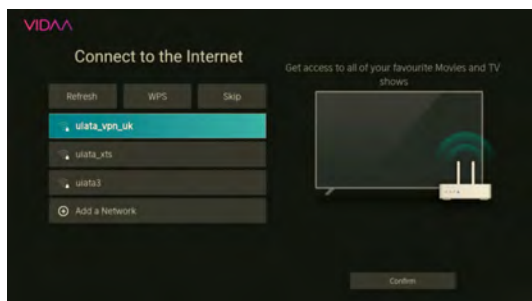 VIDAA
Connect to the Internet
Get access to all of your favourite Movies and TV
shows
Refresh WPS Skip
ulata_vpn_uk
ulata_xts
ulata3
Add a Network
Confirm